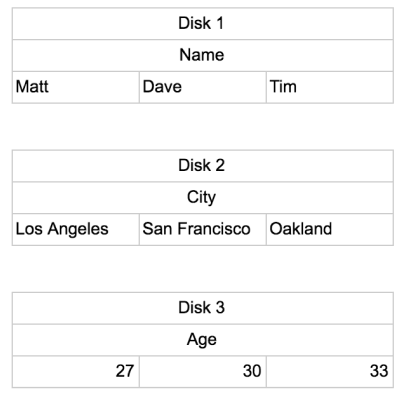 Disk 1
Name
Matt Dave Tim
Disk 2
City
Los Angeles San Francisco Oakland
Disk 3
Age
27 30 33